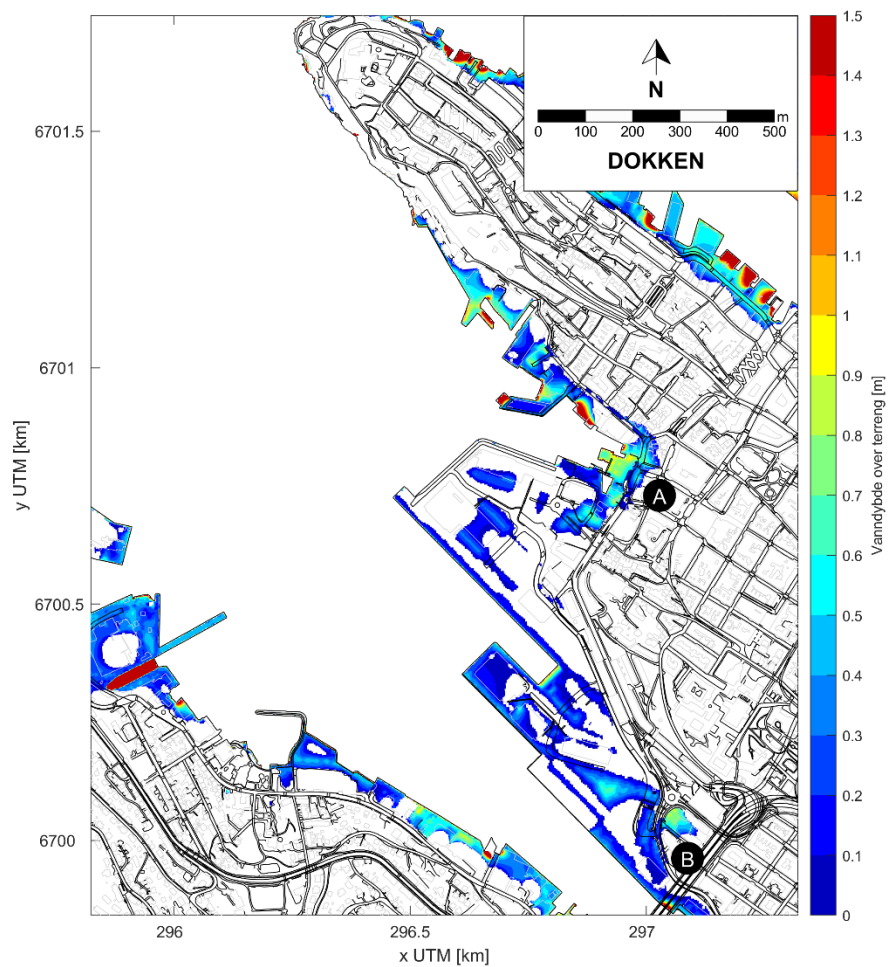 N
0 100 200 300 400 500 m
DOKKEN
6701.5
6701
6700.5
6700
y UTM [km]
296 296.5 297
x UTM [km]
A
B
1.5
1.4
1.3
1.2
1.1
1
0.9
0.8
0.7
0.6
0.5
0.4
0.3
0.2
0.1
0
Vanndybde over terreng [m]